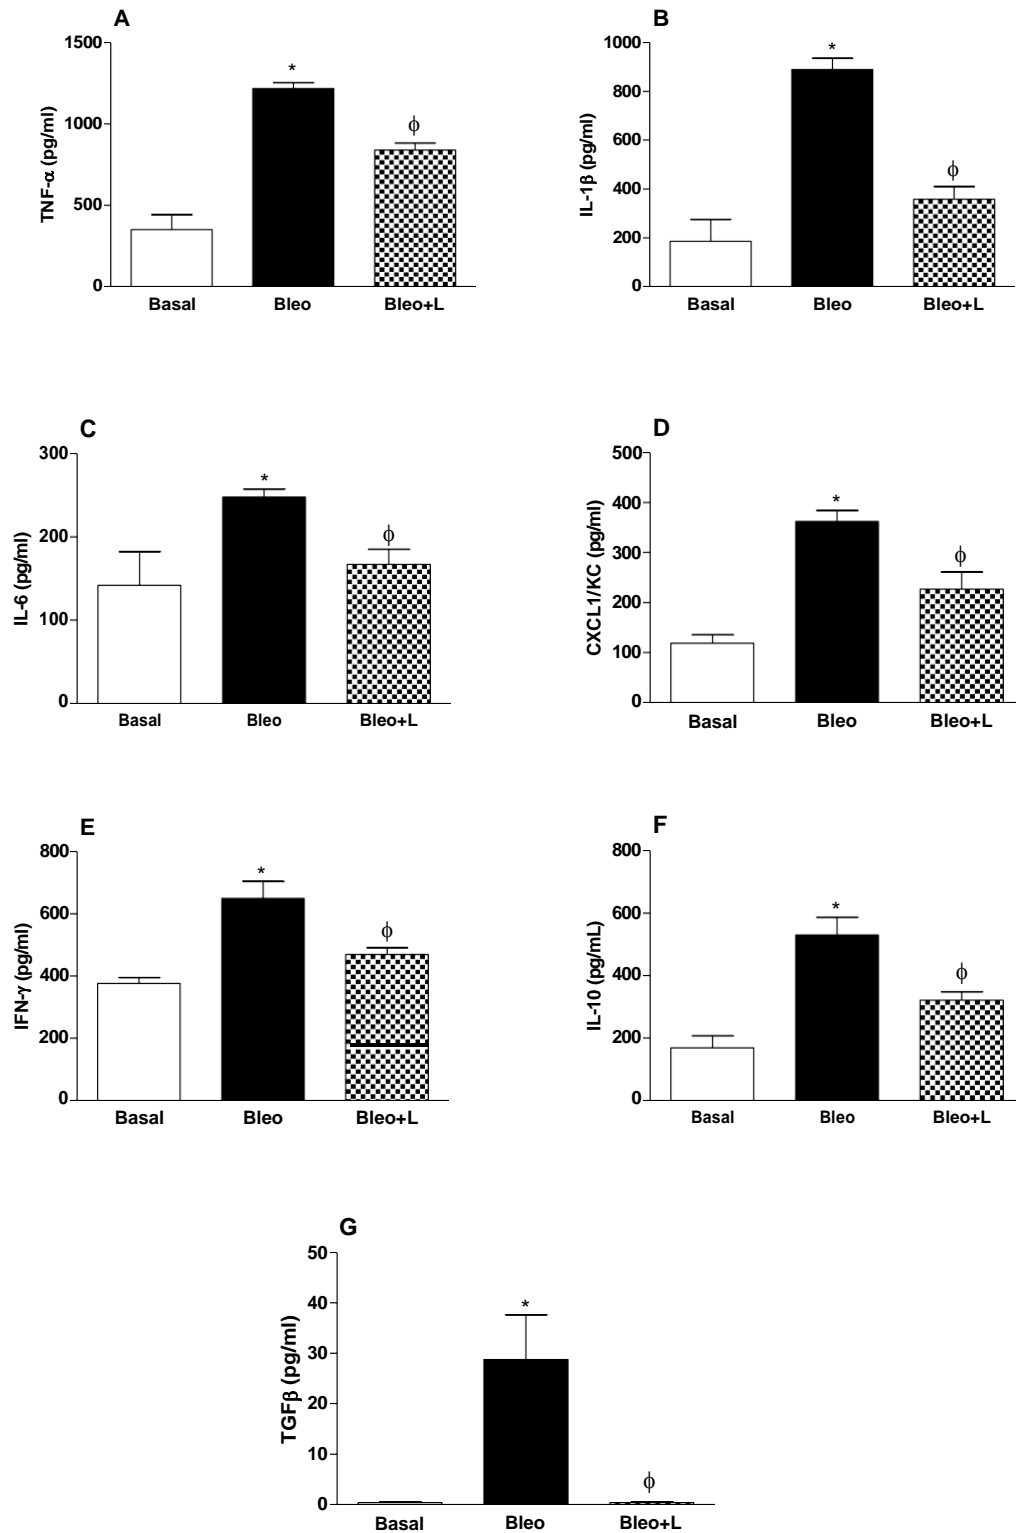 A
TNF-α (pg/ml)
1500
1000
500
0
*
ϕ
Basal Bleo Bleo+L
B
IL-1β (pg/ml)
1000
800
600
400
200
0
*
ϕ
Basal Bleo Bleo+L
C
IL-6 (pg/ml)
300
200
100
0
*
ϕ
Basal Bleo Bleo+L
D
CXCL1/KC (pg/ml)
500
400
300
200
100
0
*
ϕ
Basal Bleo Bleo+L
E
IFN-γ (pg/ml)
800
600
400
200
0
*
ϕ
Basal Bleo Bleo+L
F
IL-10 (pg/mL)
800
600
400
200
0
*
ϕ
Basal Bleo Bleo+L
G
TGFβ (pg/ml)
50
40
30
20
10
0
*
ϕ
Basal Bleo Bleo+L